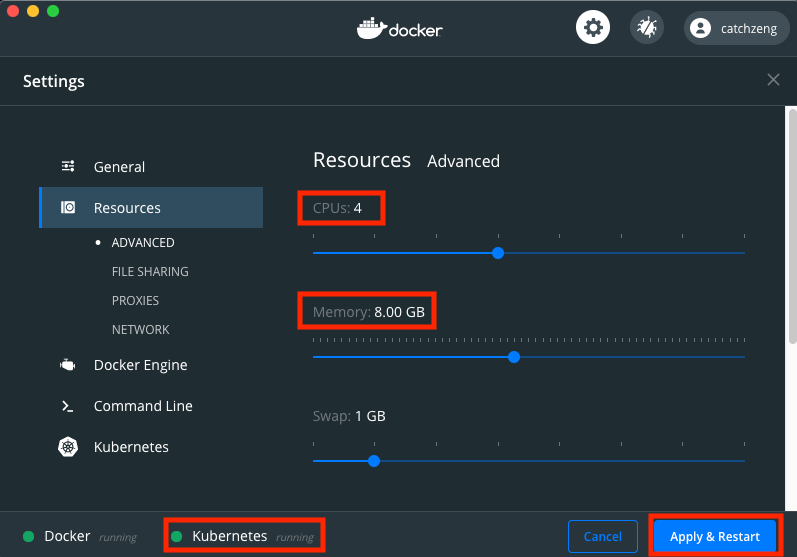 docker
catchzeng
Settings
General
Resources
ADVANCED
FILE SHARING
PROXIES
NETWORK
Docker Engine
Command Line
Kubernetes
Resources Advanced
CPUs: 4
Memory: 8.00 GB
Swap: 1 GB
Docker running
Kubernetes running
Cancel
Apply & Restart